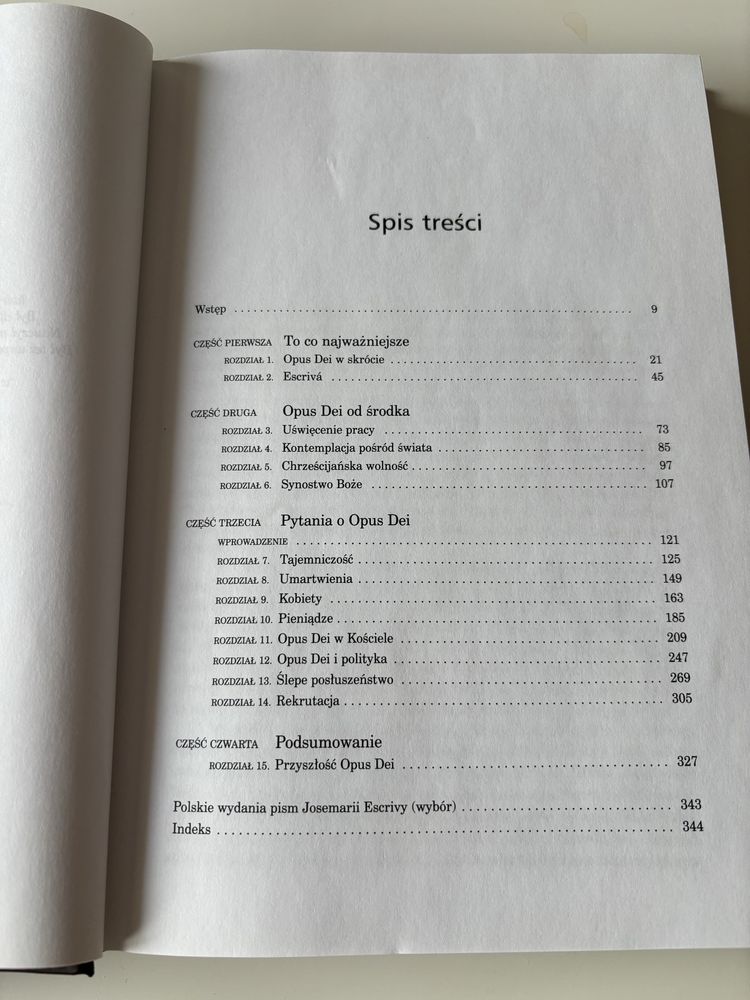 Spis treści
Wstęp 9
CZĘŚĆ PIERWSZA To co najważniejsze
ROZDZIAŁ 1. Opus Dei w skrócie 21
ROZDZIAŁ 2. Escrivá 45
CZĘŚĆ DRUGA Opus Dei od środka
ROZDZIAŁ 3. Uświęcenie pracy 73
ROZDZIAŁ 4. Kontemplacja pośród świata 85
ROZDZIAŁ 5. Chrześcijańska wolność 97
ROZDZIAŁ 6. Synostwo Boże 107
CZĘŚĆ TRZECIA Pytania o Opus Dei
WPROWADZENIE 121
ROZDZIAŁ 7. Tajemniczość 125
ROZDZIAŁ 8. Umartwienia 149
ROZDZIAŁ 9. Kobiety 163
ROZDZIAŁ 10. Pieniądze 185
ROZDZIAŁ 11. Opus Dei w Kościele 209
ROZDZIAŁ 12. Opus Dei i polityka 247
ROZDZIAŁ 13. Ślepe posłuszeństwo 269
ROZDZIAŁ 14. Rekrutacja 305
CZĘŚĆ CZWARTA Podsumowanie
ROZDZIAŁ 15. Przyszłość Opus Dei 327
Polskie wydania pism Josemarii Escrivy (wybór) 343
Indeks 344